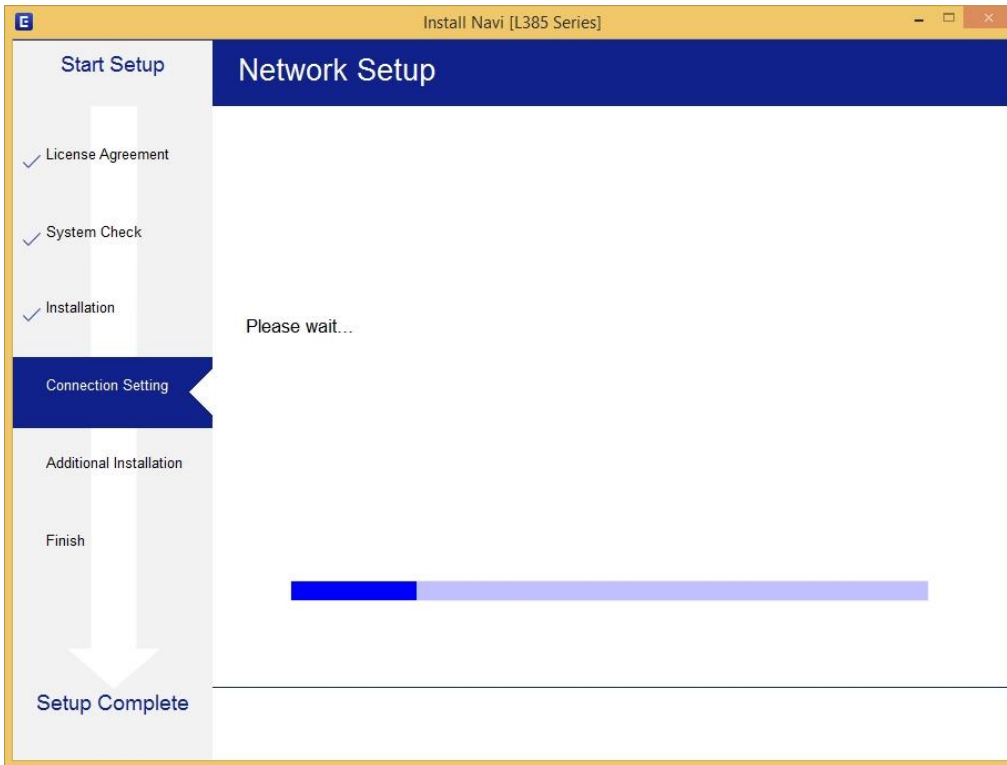 E
Install Navi [L385 Series]
Start Setup
Network Setup
License Agreement
System Check
Installation
Please wait...
Connection Setting
Additional Installation
Finish
Setup Complete